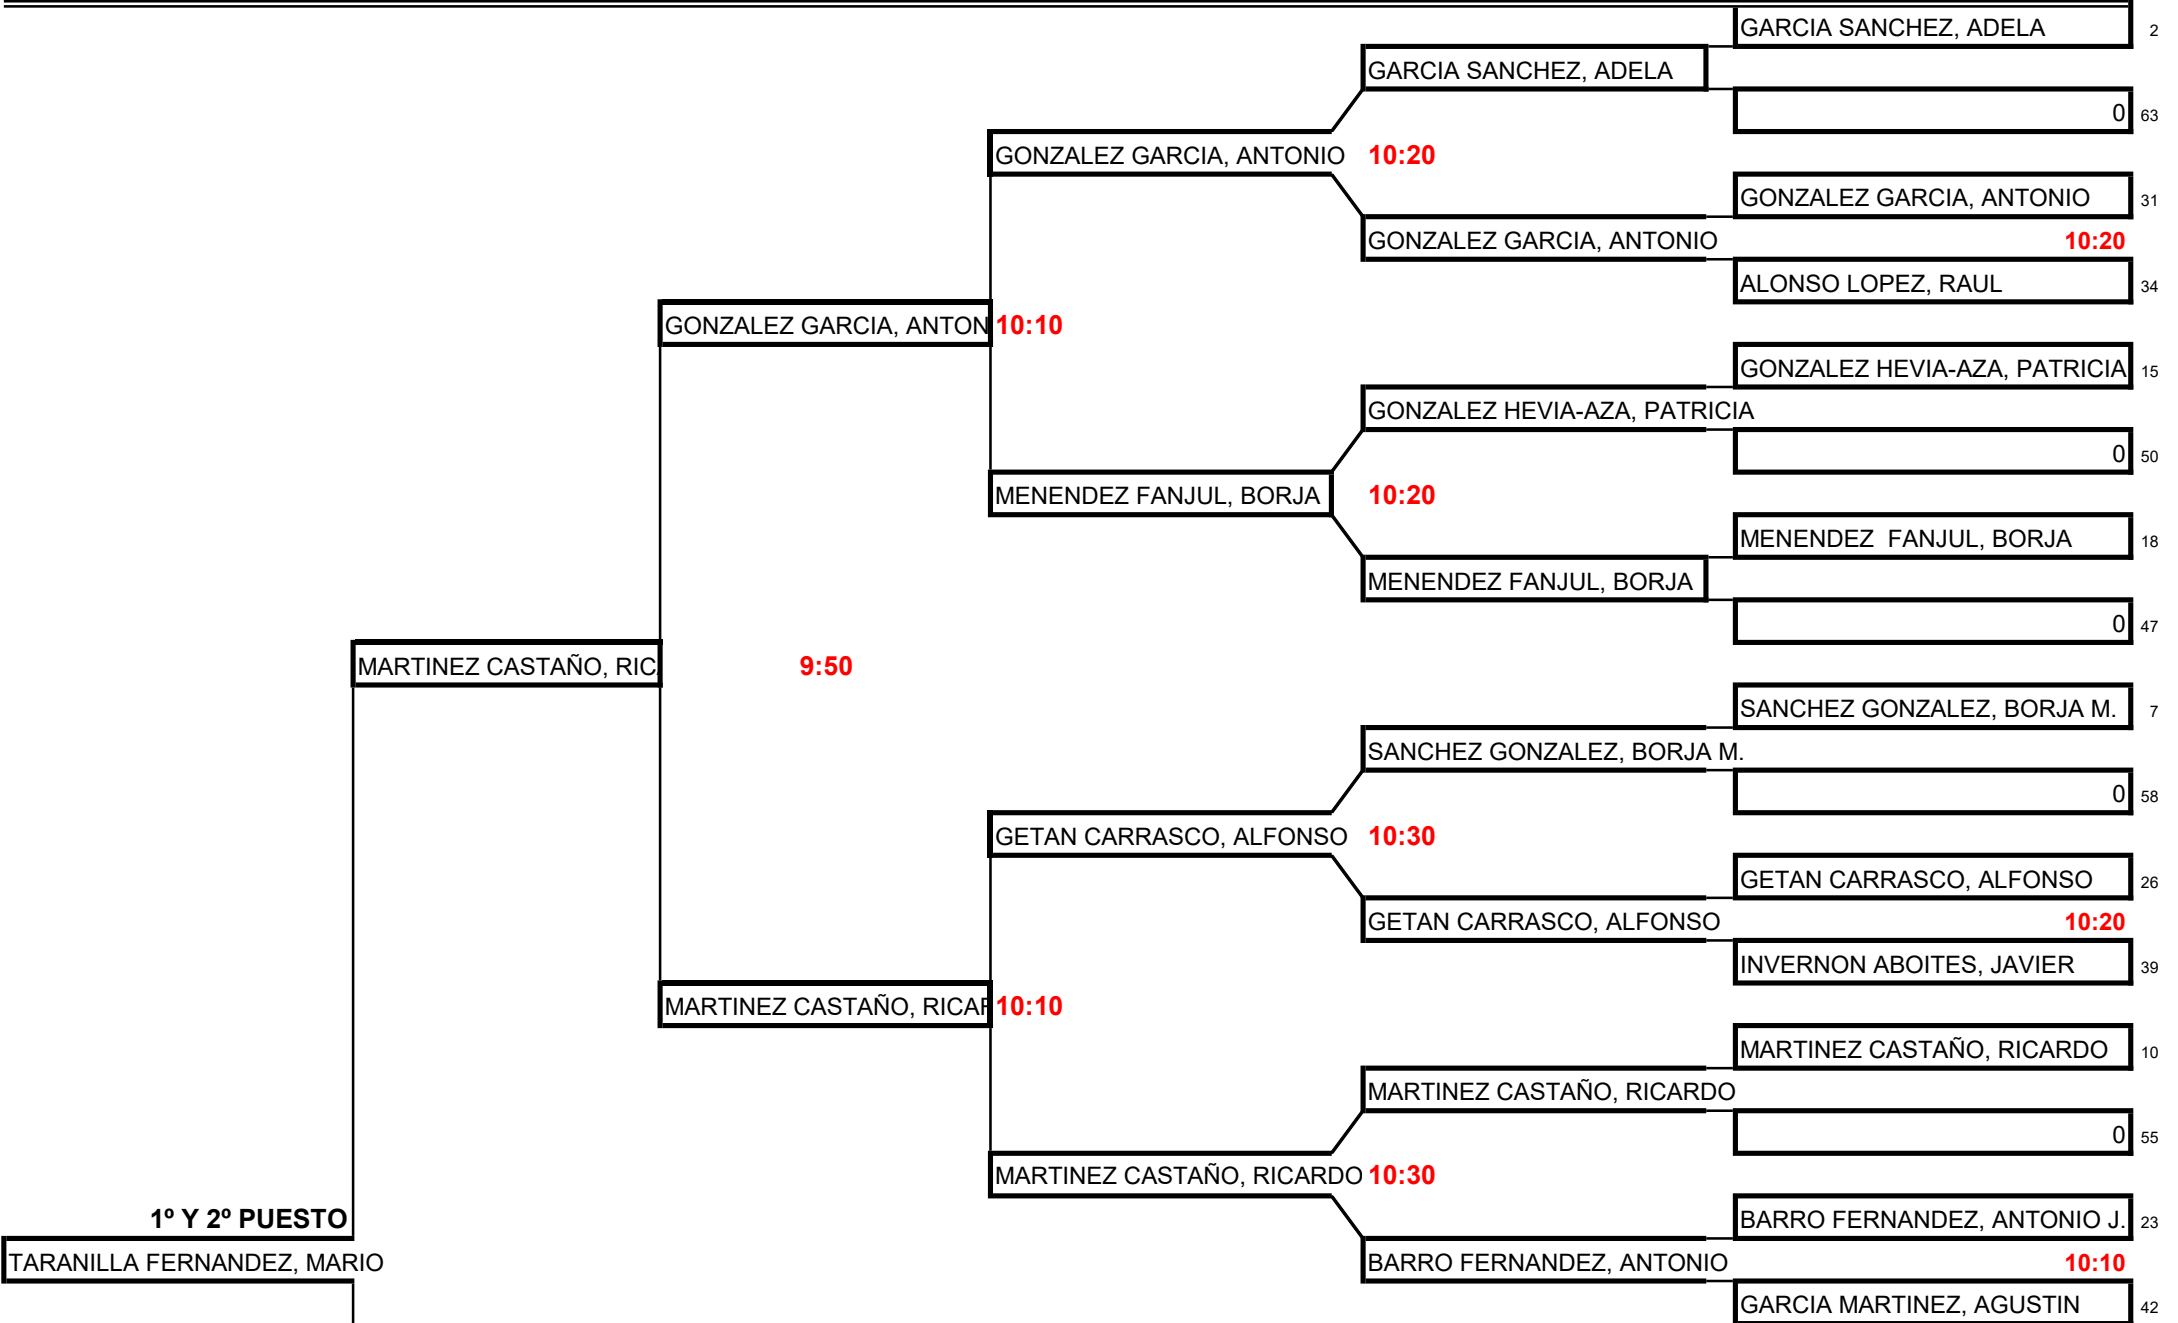 GARCIA SANCHEZ, ADELA 2
GARCIA SANCHEZ, ADELA
0 63
GONZALEZ GARCIA, ANTONIO 10:20
GONZALEZ GARCIA, ANTONIO 31
GONZALEZ GARCIA, ANTONIO 10:20
ALONSO LOPEZ, RAUL 34
GONZALEZ GARCIA, ANTON 10:10
GONZALEZ HEVIA-AZA, PATRICIA 15
GONZALEZ HEVIA-AZA, PATRICIA
0 50
MENENDEZ FANJUL, BORJA 10:20
MENENDEZ FANJUL, BORJA 18
MENENDEZ FANJUL, BORJA
0 47
MARTINEZ CASTAÑO, RIC 9:50
SANCHEZ GONZALEZ, BORJA M. 7
SANCHEZ GONZALEZ, BORJA M.
0 58
GETAN CARRASCO, ALFONSO 10:30
GETAN CARRASCO, ALFONSO 26
GETAN CARRASCO, ALFONSO 10:20
INVERNON ABOITES, JAVIER 39
MARTINEZ CASTAÑO, RICAR 10:10
MARTINEZ CASTAÑO, RICARDO 10
MARTINEZ CASTAÑO, RICARDO
0 55
MARTINEZ CASTAÑO, RICARDO 10:30
1º Y 2º PUESTO
BARRO FERNANDEZ, ANTONIO J. 23
TARANILLA FERNANDEZ, MARIO
BARRO FERNANDEZ, ANTONIO 10:10
GARCIA MARTINEZ, AGUSTIN 42